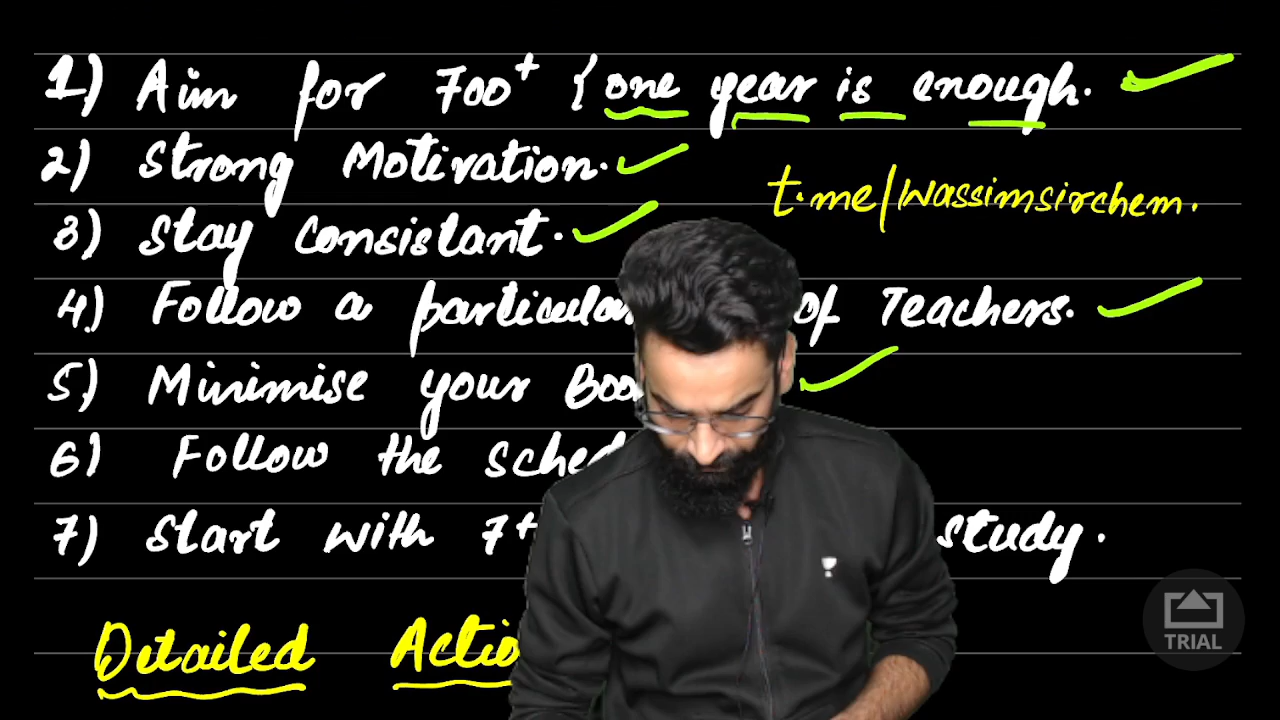 1) Aim for 700+ { one year is enough.
2) Strong Motivation.
t.me/wassimsirchem.
3) Stay consistant.
4) Follow a particular of Teachers.
5) Minimise your
6) Follow the
7) Start with 7+ study.
Detailed
TRIAL